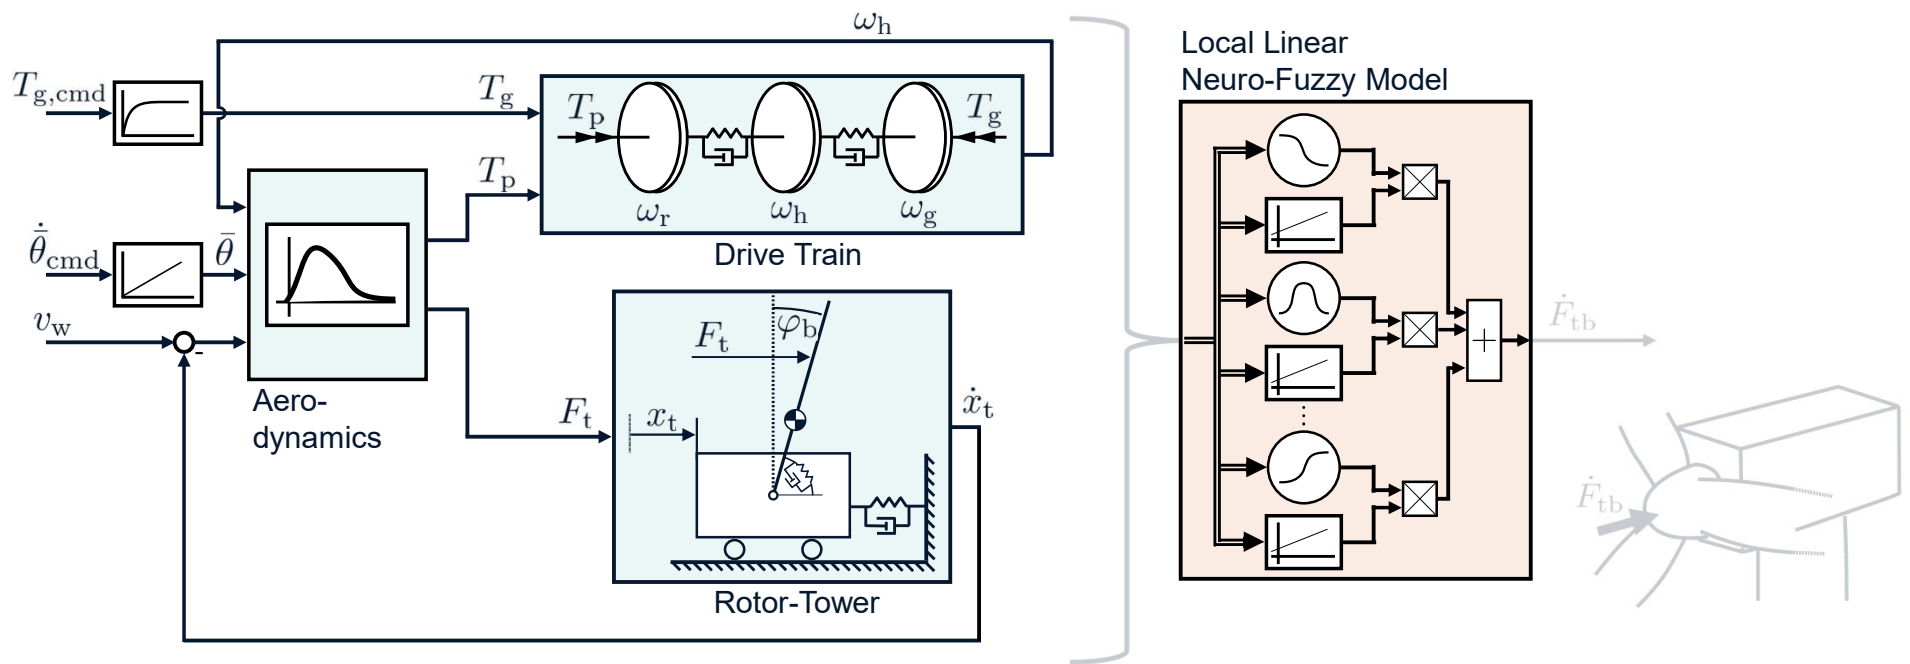 ω_h
T_g,cmd
T_g
T_p
T_p
T_g
ω_r
ω_h
ω_g
Drive Train
θ̄̇_cmd
θ̄
v_w
-
Aero-
dynamics
F_t
φ_b
F_t
x_t
ẋ_t
Rotor-Tower
Local Linear
Neuro-Fuzzy Model
+
Ḟ_tb
Ḟ_tb